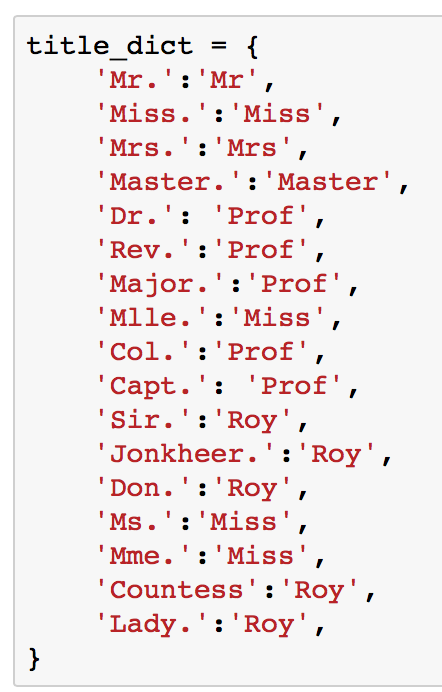 title_dict = {
    'Mr.':'Mr',
    'Miss.':'Miss',
    'Mrs.':'Mrs',
    'Master.':'Master',
    'Dr.': 'Prof',
    'Rev.':'Prof',
    'Major.':'Prof',
    'Mlle.':'Miss',
    'Col.':'Prof',
    'Capt.': 'Prof',
    'Sir.':'Roy',
    'Jonkheer.':'Roy',
    'Don.':'Roy',
    'Ms.':'Miss',
    'Mme.':'Miss',
    'Countess':'Roy',
    'Lady.':'Roy',
}